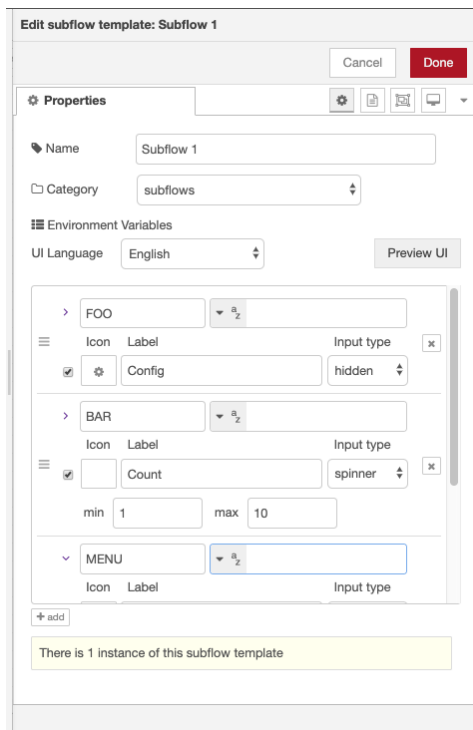 Edit subflow template: Subflow 1
Cancel Done
Properties
Name Subflow 1
Category subflows
Environment Variables
UI Language English Preview UI
FOO a z
Icon Label Input type
Config hidden
BAR a z
Icon Label Input type
Count spinner
min 1 max 10
MENU a z
Icon Label Input type
+ add
There is 1 instance of this subflow template